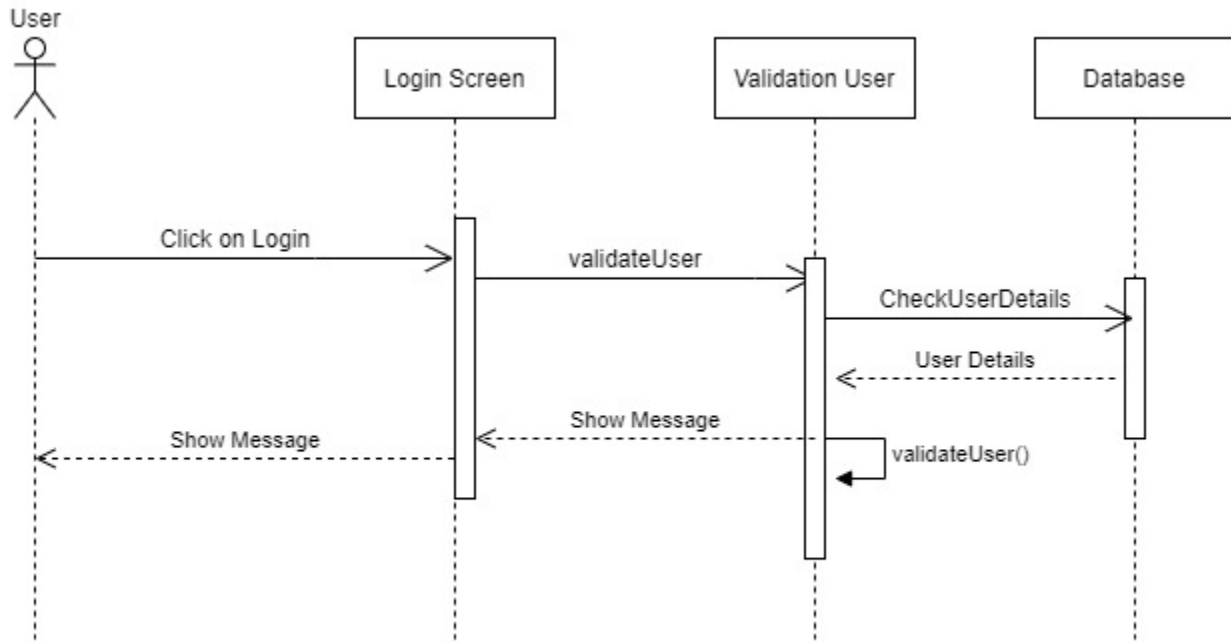 User
Login Screen
Validation User
Database
Click on Login
validateUser
CheckUserDetails
User Details
Show Message
Show Message
validateUser()